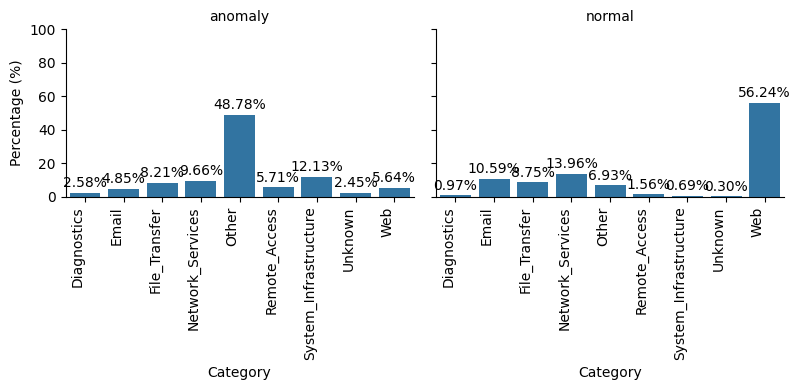 anomaly
normal
Percentage (%)
100
80
60
40
20
0
2.58%
4.85%
8.21%
9.66%
48.78%
5.71%
12.13%
2.45%
5.64%
0.97%
10.59%
8.75%
13.96%
6.93%
1.56%
0.69%
0.30%
56.24%
Diagnostics
Email
File_Transfer
Network_Services
Other
Remote_Access
System_Infrastructure
Unknown
Web
Diagnostics
Email
File_Transfer
Network_Services
Other
Remote_Access
System_Infrastructure
Unknown
Web
Category
Category